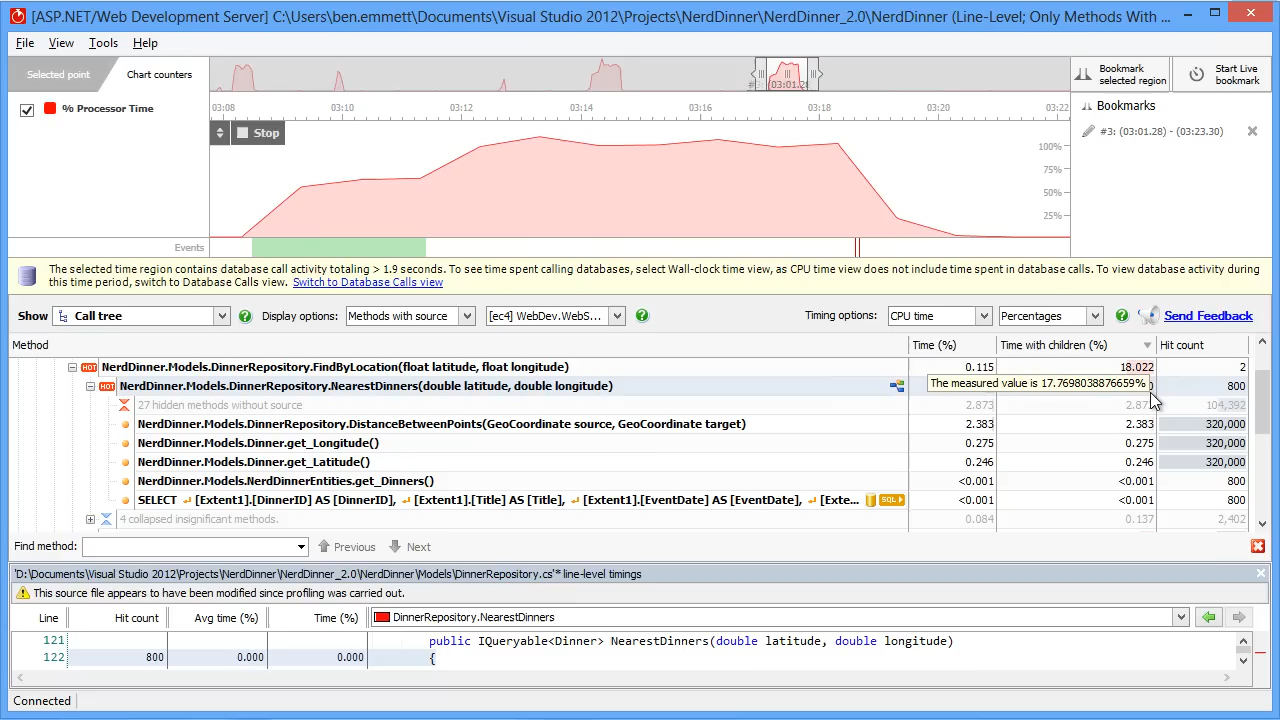 [ASP.NET/Web Development Server] C:\Users\ben.emmett\Documents\Visual Studio 2012\Projects\NerdDinner\NerdDinner_2.0\NerdDinner (Line-Level; Only Methods With ...
File View Tools Help
Selected point Chart counters
Bookmark selected region
Start Live bookmark
% Processor Time
03:08 03:10 03:12 03:14 03:16 03:18 03:20 03:22
Bookmarks
#3: (03:01.28) - (03:23.30)
Stop
100%
75%
50%
25%
Events
The selected time region contains database call activity totaling > 1.9 seconds. To see time spent calling databases, select Wall-clock time view, as CPU time view does not include time spent in database calls. To view database activity during
this time period, switch to Database Calls view. Switch to Database Calls view
Show Call tree Display options: Methods with source [ec4] WebDev.WebS... Timing options: CPU time Percentages Send Feedback
Method Time (%) Time with children (%) Hit count
HOT NerdDinner.Models.DinnerRepository.FindByLocation(float latitude, float longitude) 0.115 18.022 2
HOT NerdDinner.Models.DinnerRepository.NearestDinners(double latitude, double longitude) The measured value is 17.7698038876659% 800
27 hidden methods without source 2.873 2.873 104,392
NerdDinner.Models.DinnerRepository.DistanceBetweenPoints(GeoCoordinate source, GeoCoordinate target) 2.383 2.383 320,000
NerdDinner.Models.Dinner.get_Longitude() 0.275 0.275 320,000
NerdDinner.Models.Dinner.get_Latitude() 0.246 0.246 320,000
NerdDinner.Models.NerdDinnerEntities.get_Dinners() <0.001 <0.001 800
SELECT [Extent1].[DinnerID] AS [DinnerID], [Extent1].[Title] AS [Title], [Extent1].[EventDate] AS [EventDate], [Exte... SQL <0.001 <0.001 800
4 collapsed insignificant methods. 0.084 0.137 2,402
Find method: Previous Next
'D:\Documents\Visual Studio 2012\Projects\NerdDinner\NerdDinner_2.0\NerdDinner\Models\DinnerRepository.cs'* line-level timings
This source file appears to have been modified since profiling was carried out.
Line Hit count Avg time (%) Time (%) DinnerRepository.NearestDinners
121 public IQueryable<Dinner> NearestDinners(double latitude, double longitude)
122 800 0.000 0.000 {
Connected